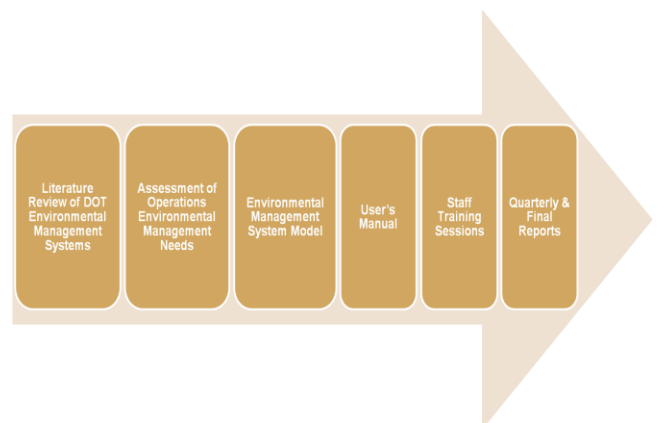 Literature
Review of DOT
Environmental
Management
Systems
Assessment of
Operations
Environmental
Management
Needs
Environmental
Management
System Model
User's
Manual
Staff
Training
Sessions
Quarterly &
Final
Reports